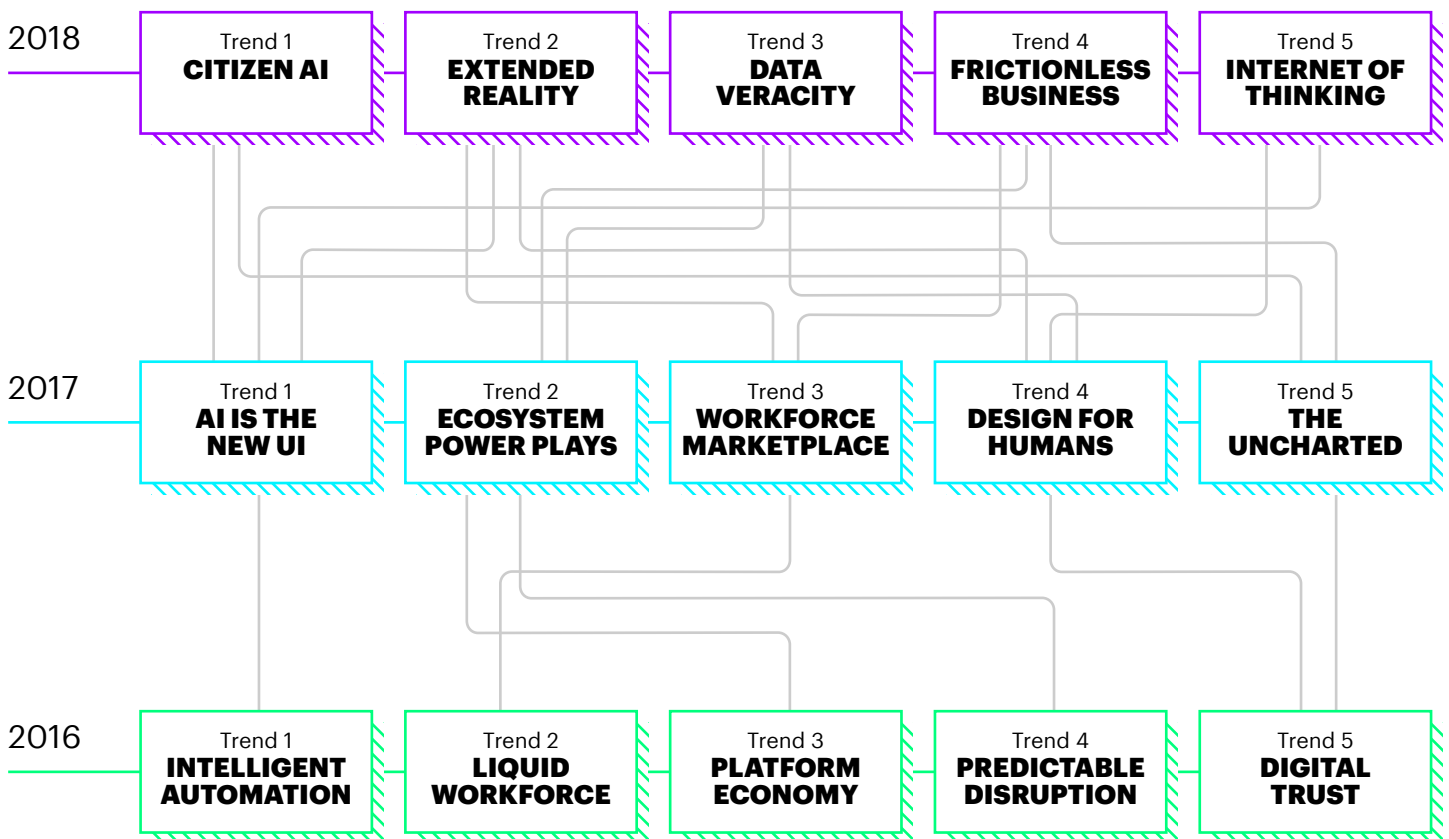 2018
Trend 1
CITIZEN AI
Trend 2
EXTENDED
REALITY
Trend 3
DATA
VERACITY
Trend 4
FRICTIONLESS
BUSINESS
Trend 5
INTERNET OF
THINKING
2017
Trend 1
AI IS THE
NEW UI
Trend 2
ECOSYSTEM
POWER PLAYS
Trend 3
WORKFORCE
MARKETPLACE
Trend 4
DESIGN FOR
HUMANS
Trend 5
THE
UNCHARTED
2016
Trend 1
INTELLIGENT
AUTOMATION
Trend 2
LIQUID
WORKFORCE
Trend 3
PLATFORM
ECONOMY
Trend 4
PREDICTABLE
DISRUPTION
Trend 5
DIGITAL
TRUST